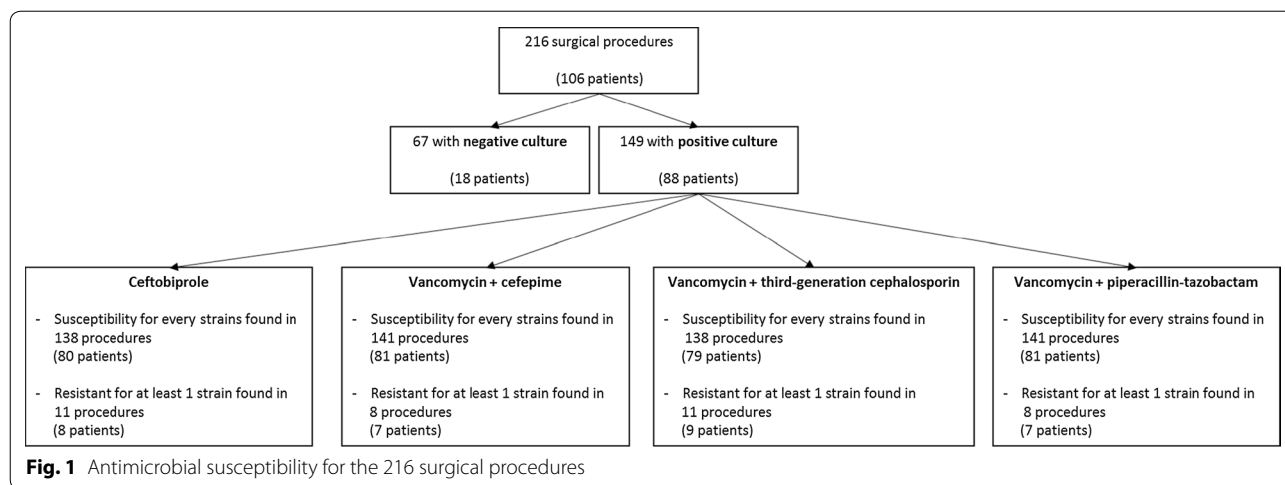 216 surgical procedures
(106 patients)
67 with negative culture
(18 patients)
149 with positive culture
(88 patients)
Ceftobiprole
- Susceptibility for every strains found in
138 procedures
(80 patients)
- Resistant for at least 1 strain found in
11 procedures
(8 patients)
Vancomycin + cefepime
- Susceptibility for every strains found in
141 procedures
(81 patients)
- Resistant for at least 1 strain found in
8 procedures
(7 patients)
Vancomycin + third-generation cephalosporin
- Susceptibility for every strains found in
138 procedures
(79 patients)
- Resistant for at least 1 strain found in
11 procedures
(9 patients)
Vancomycin + piperacillin-tazobactam
- Susceptibility for every strains found in
141 procedures
(81 patients)
- Resistant for at least 1 strain found in
8 procedures
(7 patients)
Fig. 1 Antimicrobial susceptibility for the 216 surgical procedures